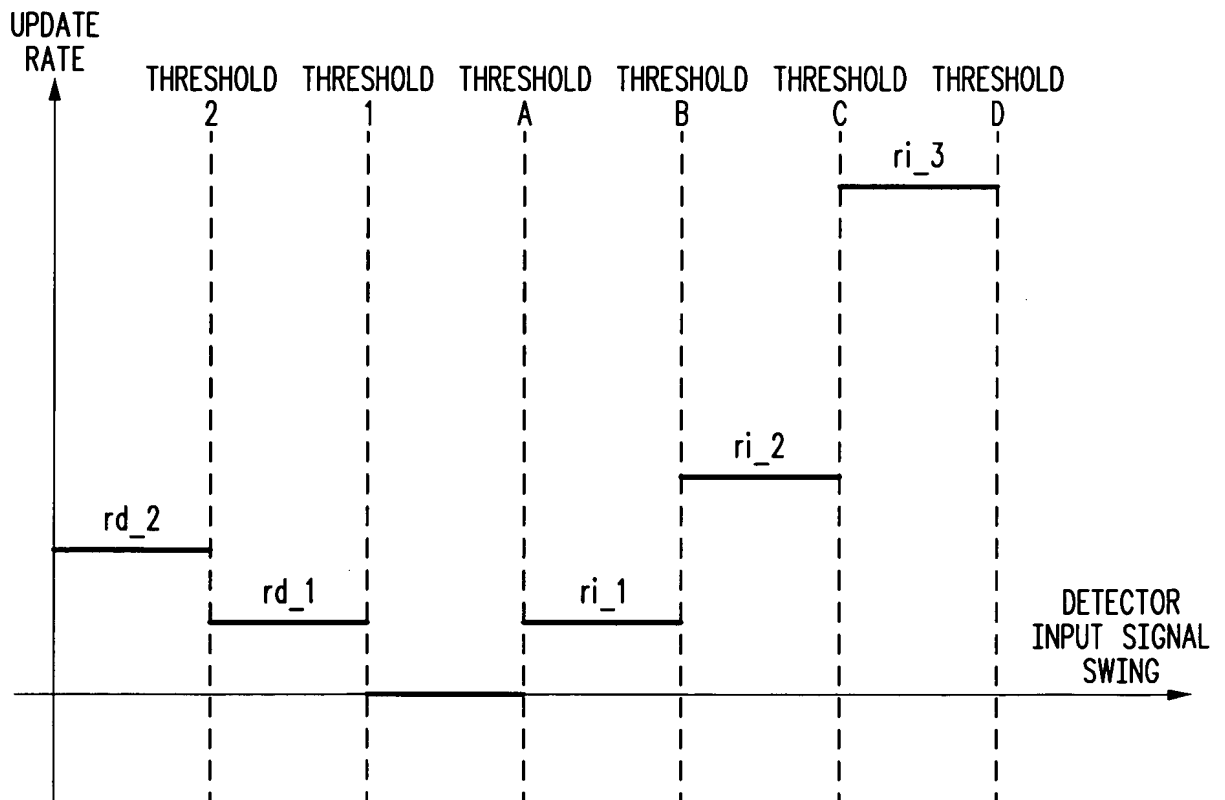 UPDATE
RATE
THRESHOLD THRESHOLD THRESHOLD THRESHOLD THRESHOLD THRESHOLD
2 1 A B C D
ri_3
ri_2
rd_2
rd_1 ri_1
DETECTOR
INPUT SIGNAL
SWING